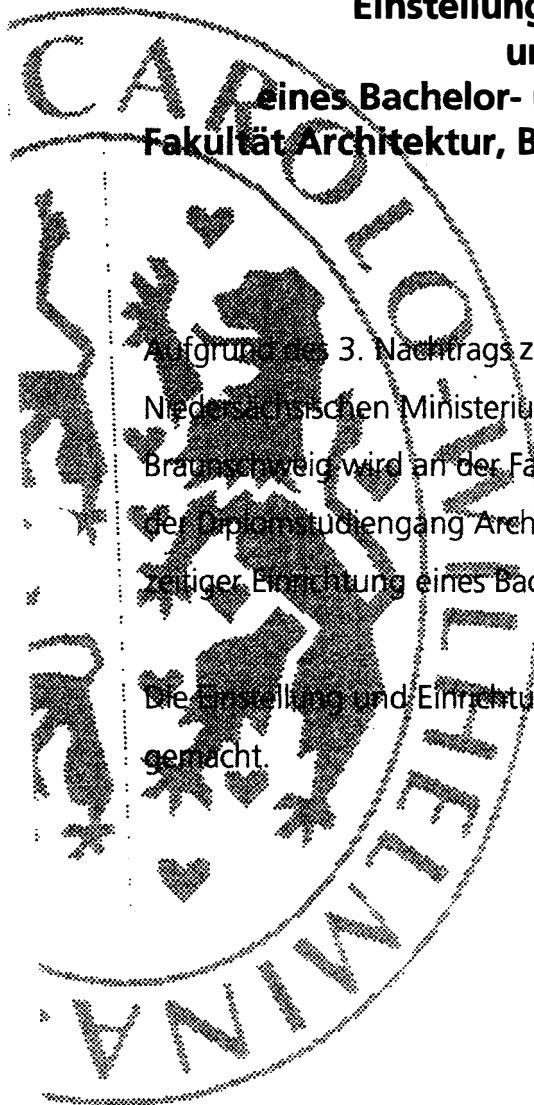 Einstellung
un
eines Bachelor- u
Fakultät Architektur, B
Aufgrund des 3. Nachtrags z
Niedersächsischen Ministeriu
Braunschweig wird an der Fa
der Diplomstudiengang Arch
zeitiger Einrichtung eines Bac
Die Einstellung und Einrichtu
gemacht.
CAROLO-WILHELMINA